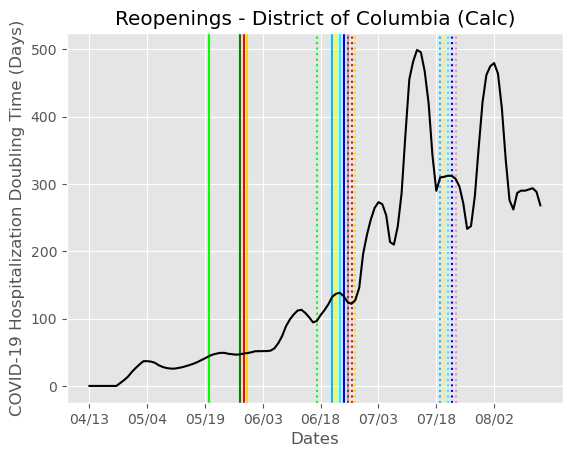 Reopenings - District of Columbia (Calc)
COVID-19 Hospitalization Doubling Time (Days)
500
400
300
200
100
0
04/13 05/04 05/19 06/03 06/18 07/03 07/18 08/02
Dates